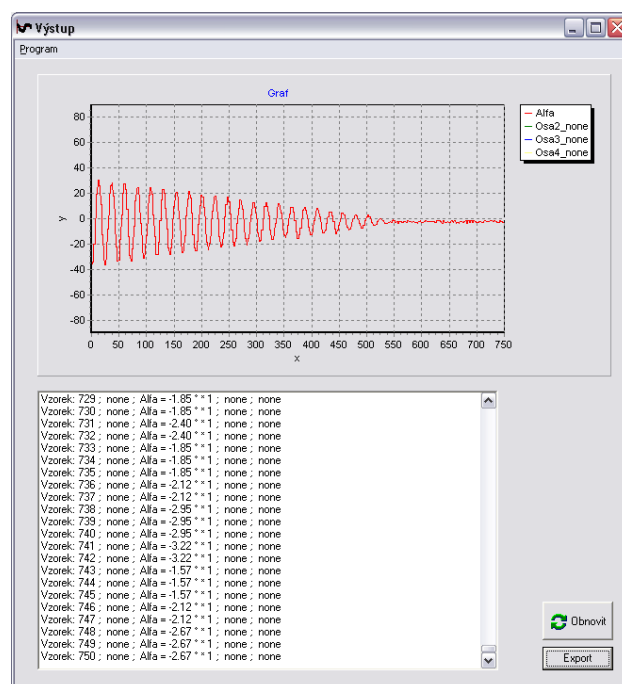 Výstup
Program
Graf
Alfa
Osa2_none
Osa3_none
Osa4_none
80
60
40
20
0
-20
-40
-60
-80
y
0 50 100 150 200 250 300 350 400 450 500 550 600 650 700 750
x
Vzorek: 729 ; none ; Alfa = -1.85 ° * 1 ; none ; none
Vzorek: 730 ; none ; Alfa = -1.85 ° * 1 ; none ; none
Vzorek: 731 ; none ; Alfa = -2.40 ° * 1 ; none ; none
Vzorek: 732 ; none ; Alfa = -2.40 ° * 1 ; none ; none
Vzorek: 733 ; none ; Alfa = -1.85 ° * 1 ; none ; none
Vzorek: 734 ; none ; Alfa = -1.85 ° * 1 ; none ; none
Vzorek: 735 ; none ; Alfa = -1.85 ° * 1 ; none ; none
Vzorek: 736 ; none ; Alfa = -2.12 ° * 1 ; none ; none
Vzorek: 737 ; none ; Alfa = -2.12 ° * 1 ; none ; none
Vzorek: 738 ; none ; Alfa = -2.95 ° * 1 ; none ; none
Vzorek: 739 ; none ; Alfa = -2.95 ° * 1 ; none ; none
Vzorek: 740 ; none ; Alfa = -2.95 ° * 1 ; none ; none
Vzorek: 741 ; none ; Alfa = -3.22 ° * 1 ; none ; none
Vzorek: 742 ; none ; Alfa = -3.22 ° * 1 ; none ; none
Vzorek: 743 ; none ; Alfa = -1.57 ° * 1 ; none ; none
Vzorek: 744 ; none ; Alfa = -1.57 ° * 1 ; none ; none
Vzorek: 745 ; none ; Alfa = -1.57 ° * 1 ; none ; none
Vzorek: 746 ; none ; Alfa = -2.12 ° * 1 ; none ; none
Vzorek: 747 ; none ; Alfa = -2.12 ° * 1 ; none ; none
Vzorek: 748 ; none ; Alfa = -2.67 ° * 1 ; none ; none
Vzorek: 749 ; none ; Alfa = -2.67 ° * 1 ; none ; none
Vzorek: 750 ; none ; Alfa = -2.67 ° * 1 ; none ; none
Obnovit
Export